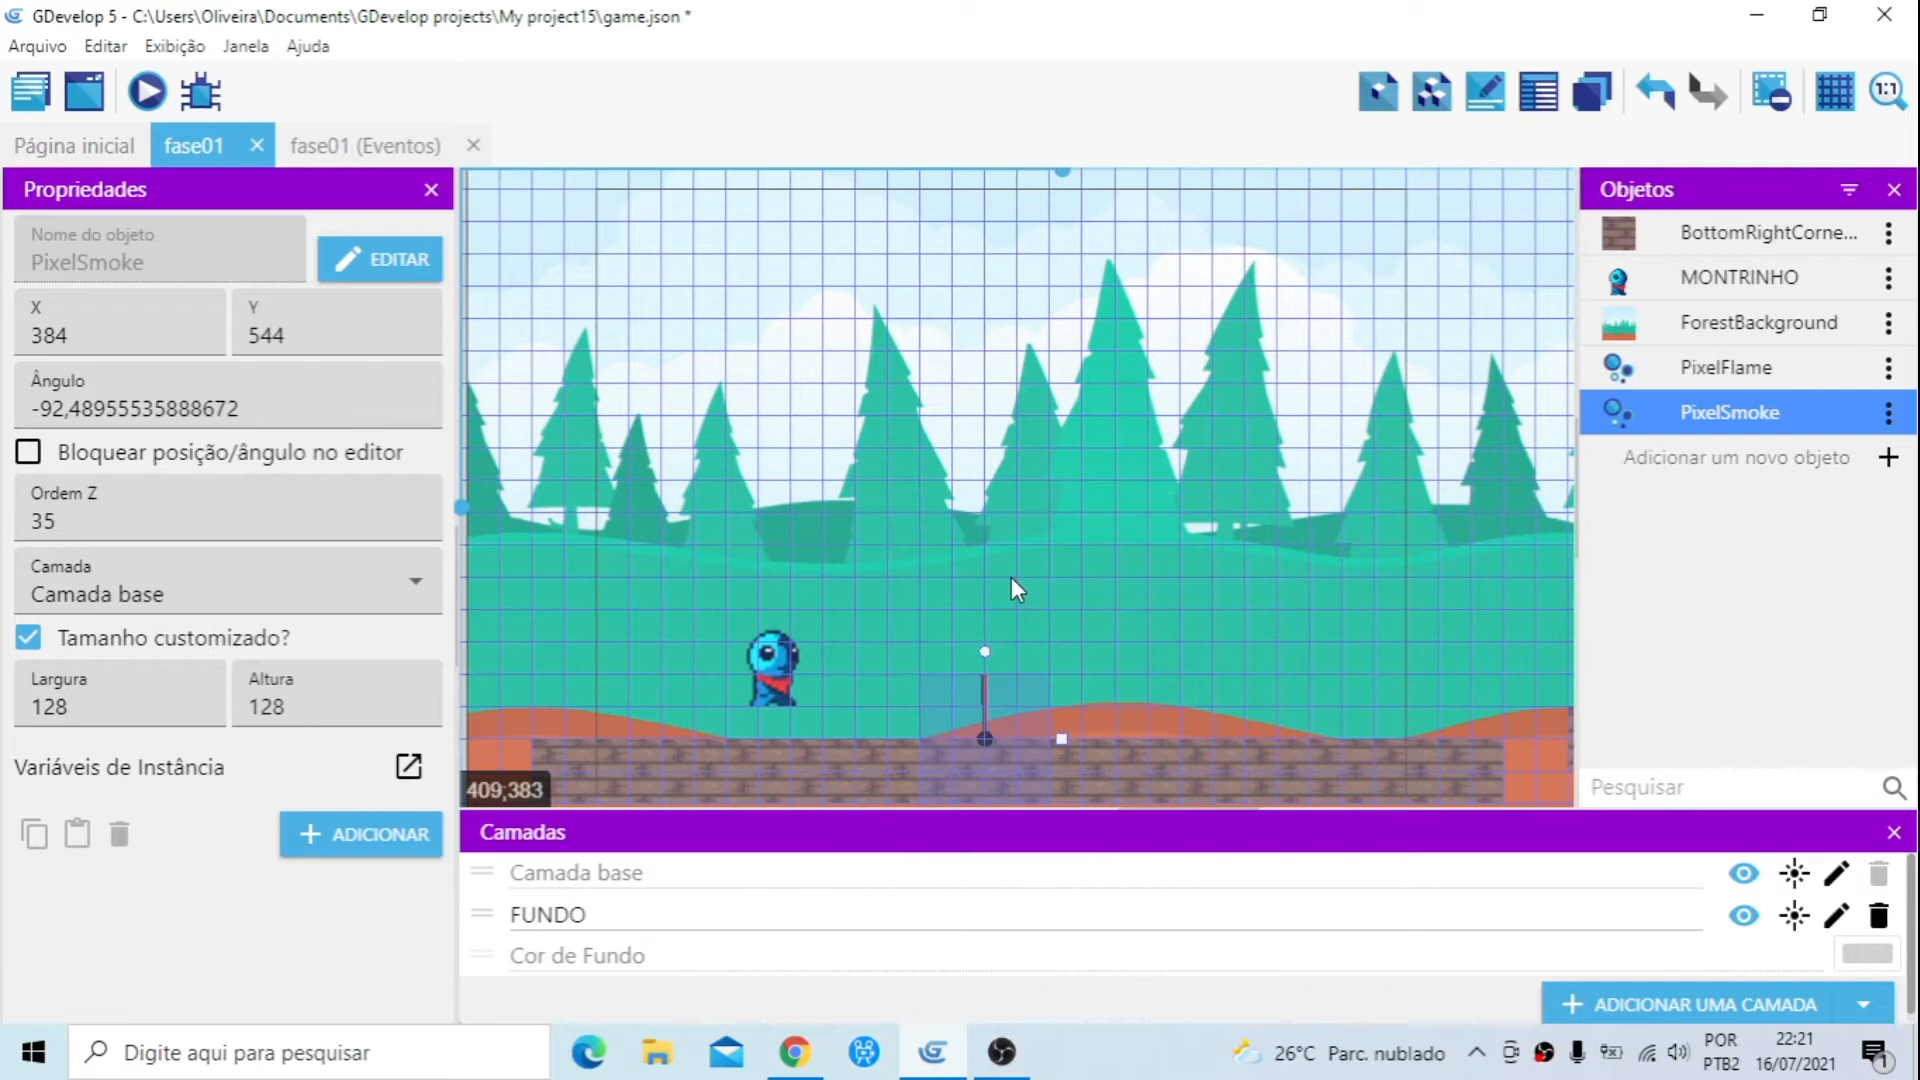 GDevelop 5 - C:\Users\Oliveira\Documents\GDevelop projects\My project15\game.json *
Arquivo Editar Exibição Janela Ajuda
1:1
Página inicial fase01 fase01 (Eventos)
Propriedades
Nome do objeto
PixelSmoke
EDITAR
X
384
Y
544
Ângulo
-92,48955535888672
Bloquear posição/ângulo no editor
Ordem Z
35
Camada
Camada base
Tamanho customizado?
Largura
128
Altura
128
Variáveis de Instância
ADICIONAR
409;383
Objetos
BottomRightCorne...
MONTRINHO
ForestBackground
PixelFlame
PixelSmoke
Adicionar um novo objeto
Pesquisar
Camadas
Camada base
FUNDO
Cor de Fundo
ADICIONAR UMA CAMADA
Digite aqui para pesquisar
26°C Parc. nublado
POR
PTB2
22:21
16/07/2021
1